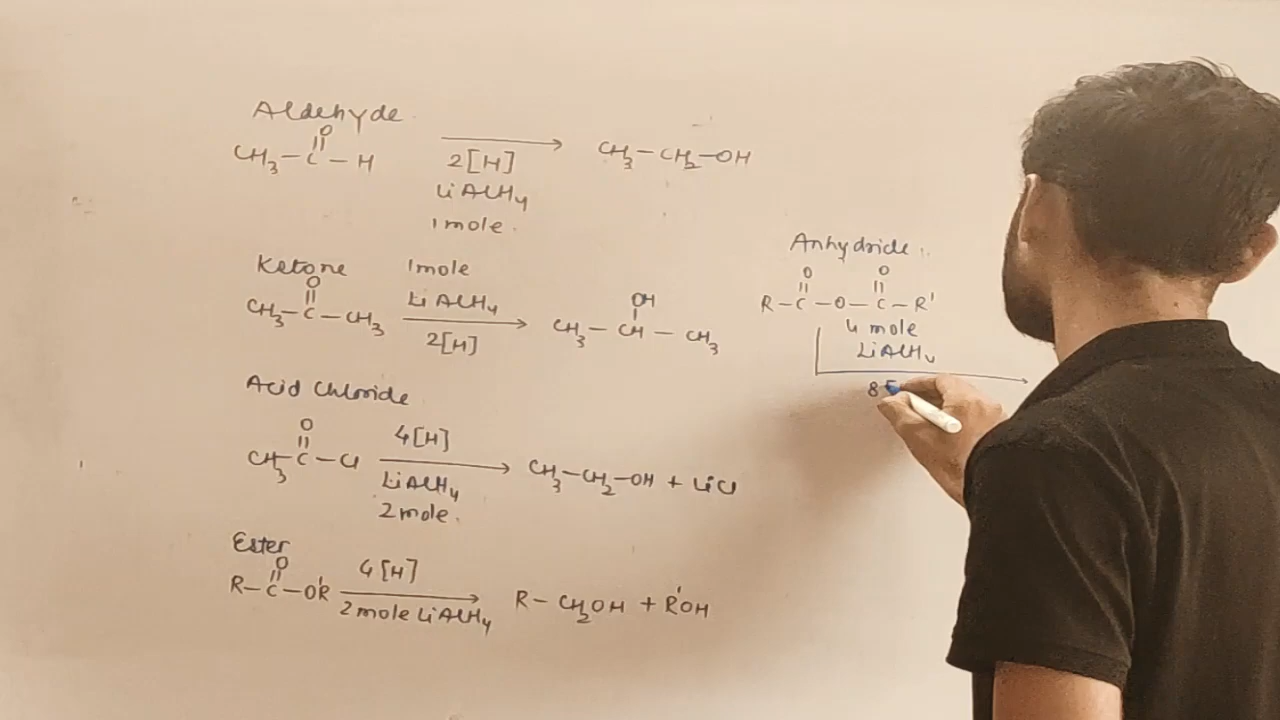 Aldehyde
O
||
CH3-C-H → CH3-CH2-OH
2[H]
LiAlH4
1 mole.
Ketone
O
||
CH3-C-CH3
1mole
LiAlH4
→
2[H]
OH
|
CH3-CH-CH3
Acid Chloride
O
||
CH3-C-Cl
4[H]
→
LiAlH4
2 mole.
CH3-CH2-OH + LiCl
Ester
O
||
R-C-OR'
4[H]
→
2 mole LiAlH4
R-CH2OH + R'OH
Anhydride.
O O
|| ||
R-C-O-C-R'
4 mole
LiAlH4
→
8[